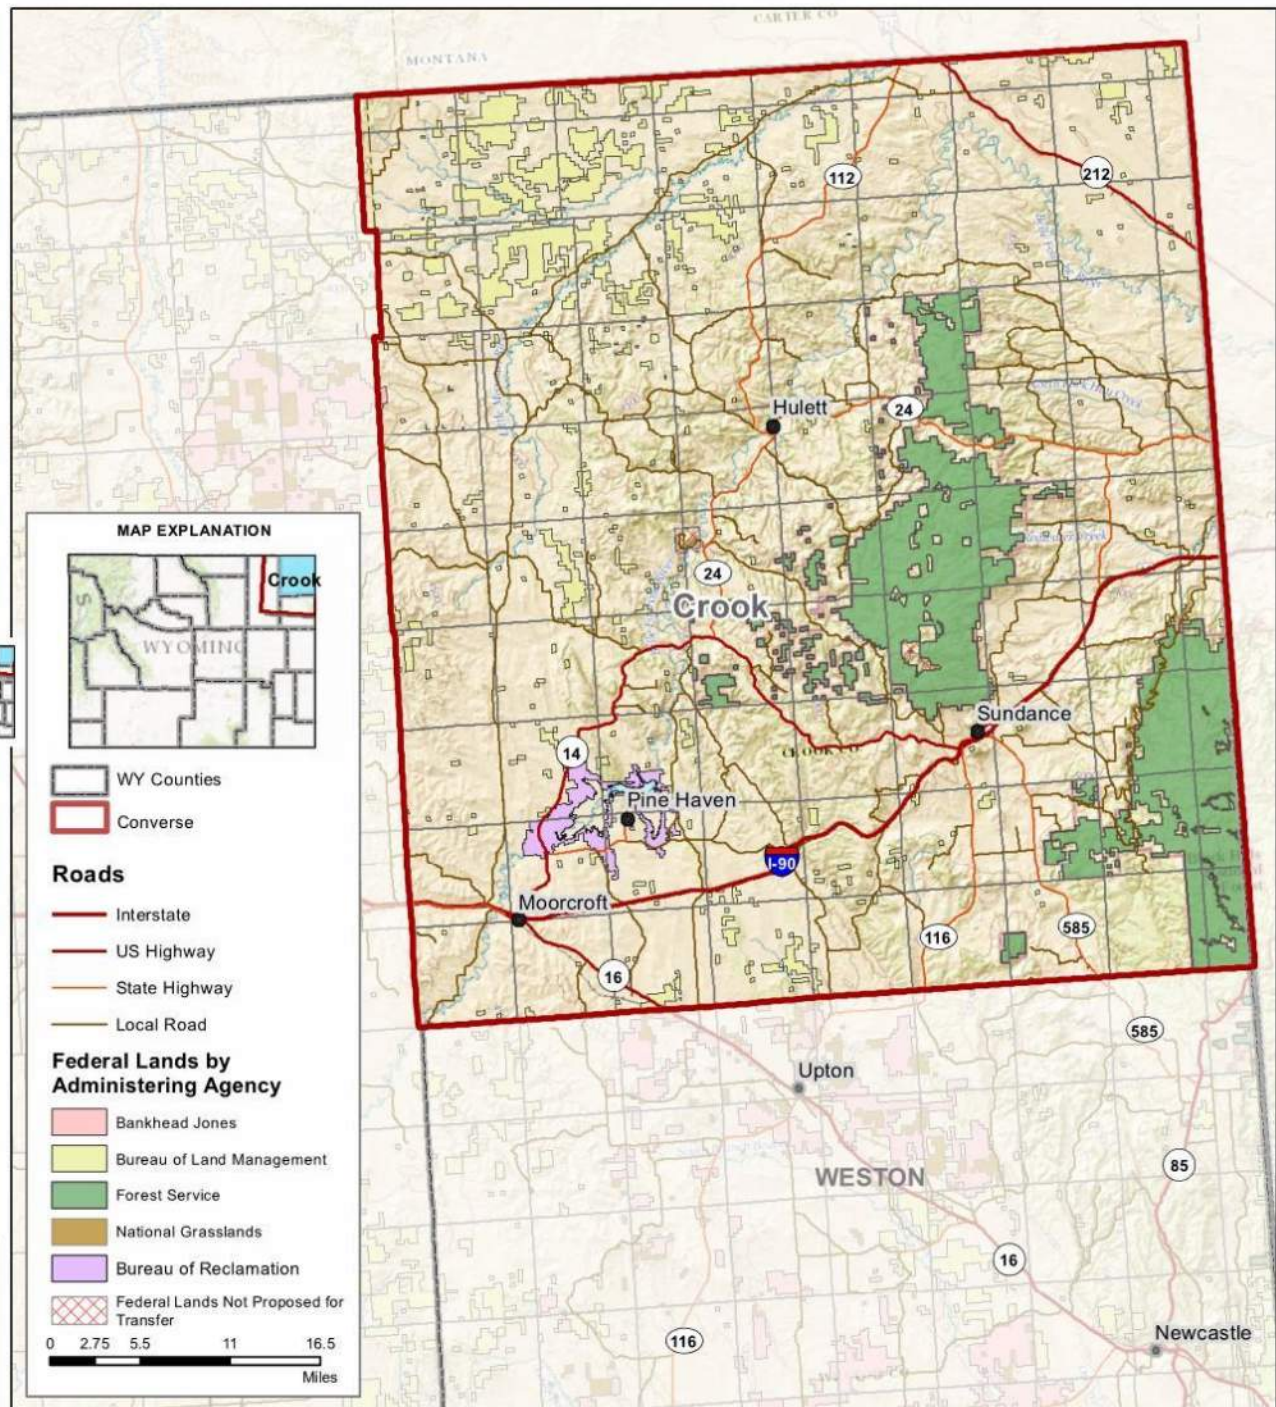 CARTER CO
MONTANA
112
212
Hulett
24
24
Crook
Sundance
CROOK CO
14
Pine Haven
I-90
Moorcroft
116
585
16
585
Upton
WESTON
85
16
116
Newcastle
MAP EXPLANATION
Crook
WYOMING
WY Counties
Converse
Roads
Interstate
US Highway
State Highway
Local Road
Federal Lands by
Administering Agency
Bankhead Jones
Bureau of Land Management
Forest Service
National Grasslands
Bureau of Reclamation
Federal Lands Not Proposed for
Transfer
0 2.75 5.5 11 16.5
Miles